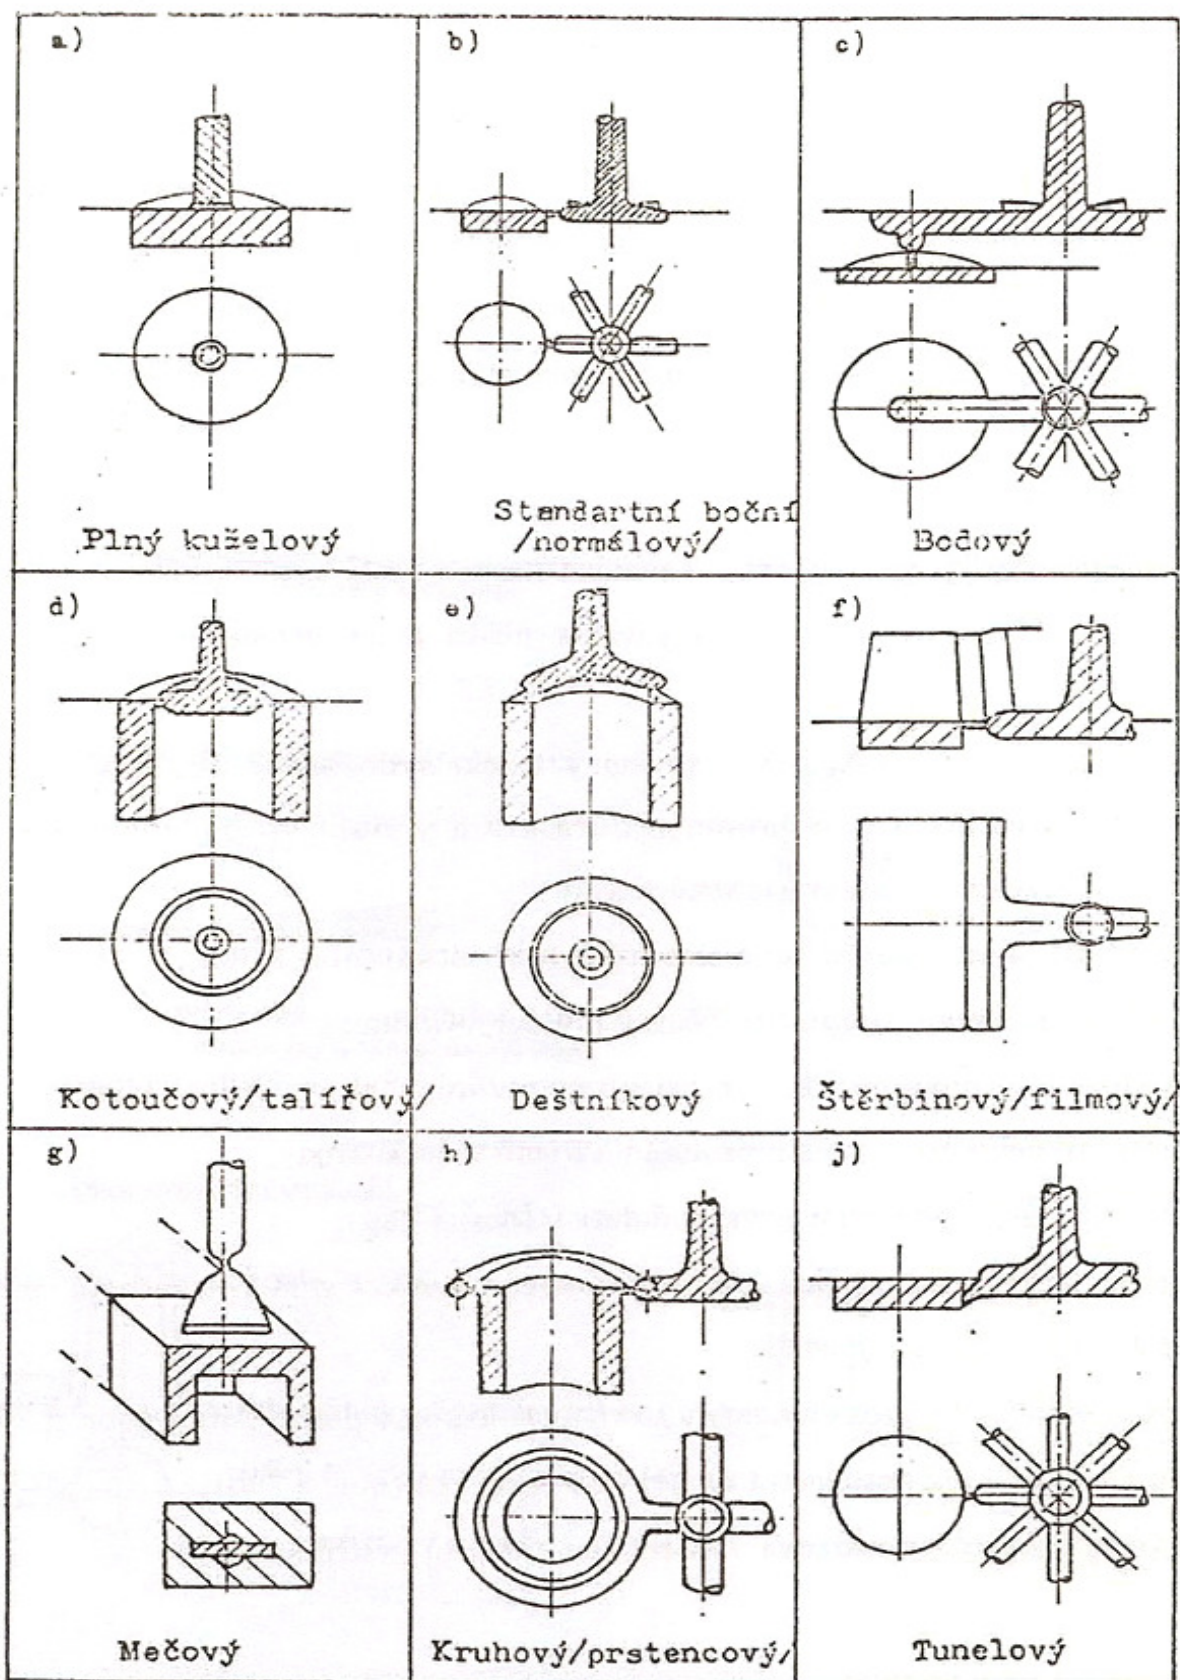 a)
b)
c)
Plný kuželový
Standartní boční
/normálový/
Bodový
d)
e)
f)
Kotoučový/talířový/
Deštníkový
Štěrbinový/filmový/
g)
h)
j)
Mečový
Kruhový/prstencový/
Tunelový